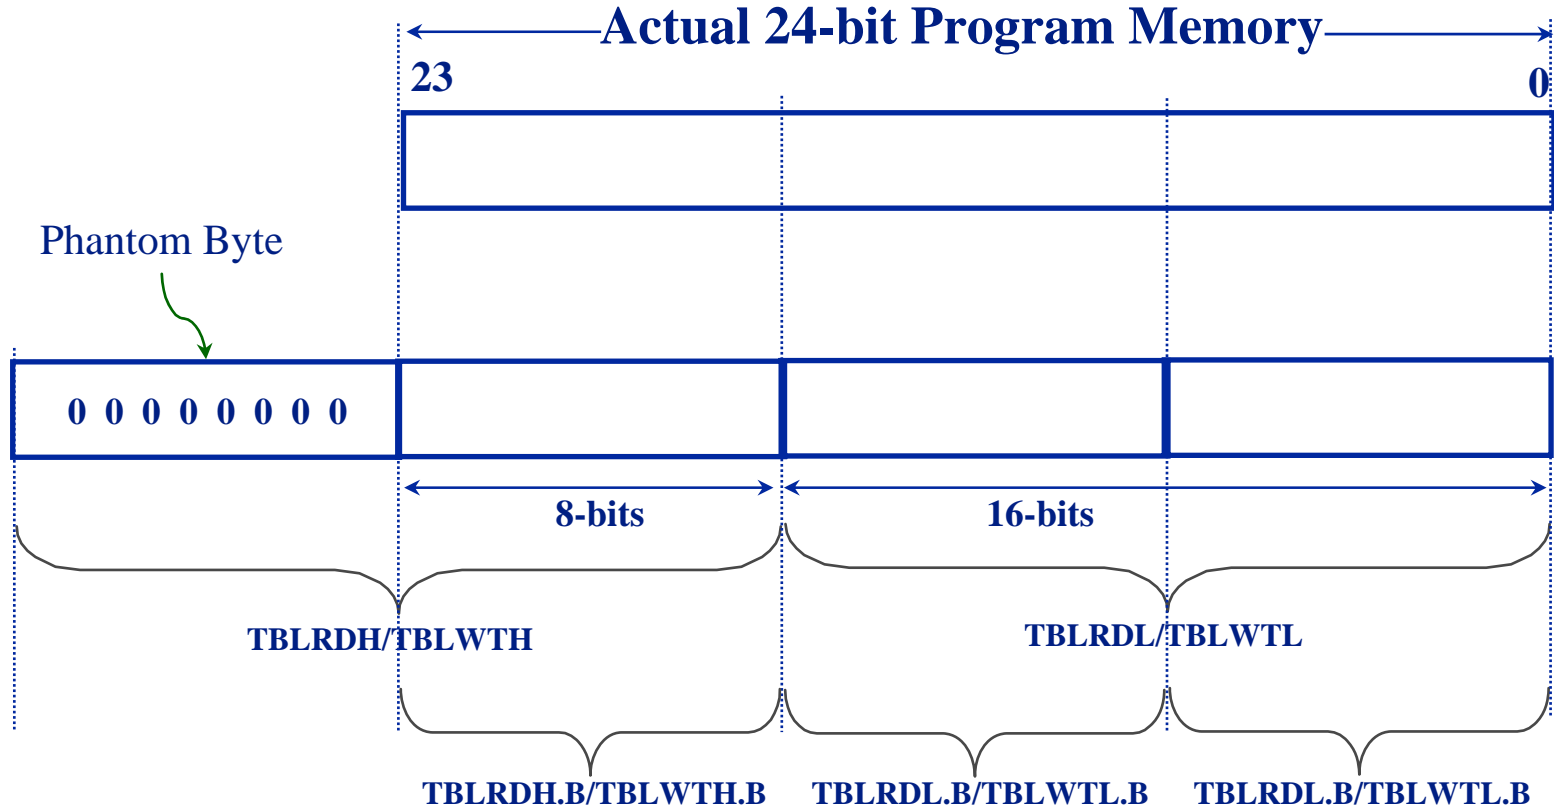 Actual 24-bit Program Memory
23
0
Phantom Byte
0 0 0 0 0 0 0 0
8-bits
16-bits
TBLRDH/TBLWTH
TBLRDL/TBLWTL
TBLRDH.B/TBLWTH.B
TBLRDL.B/TBLWTL.B
TBLRDL.B/TBLWTL.B